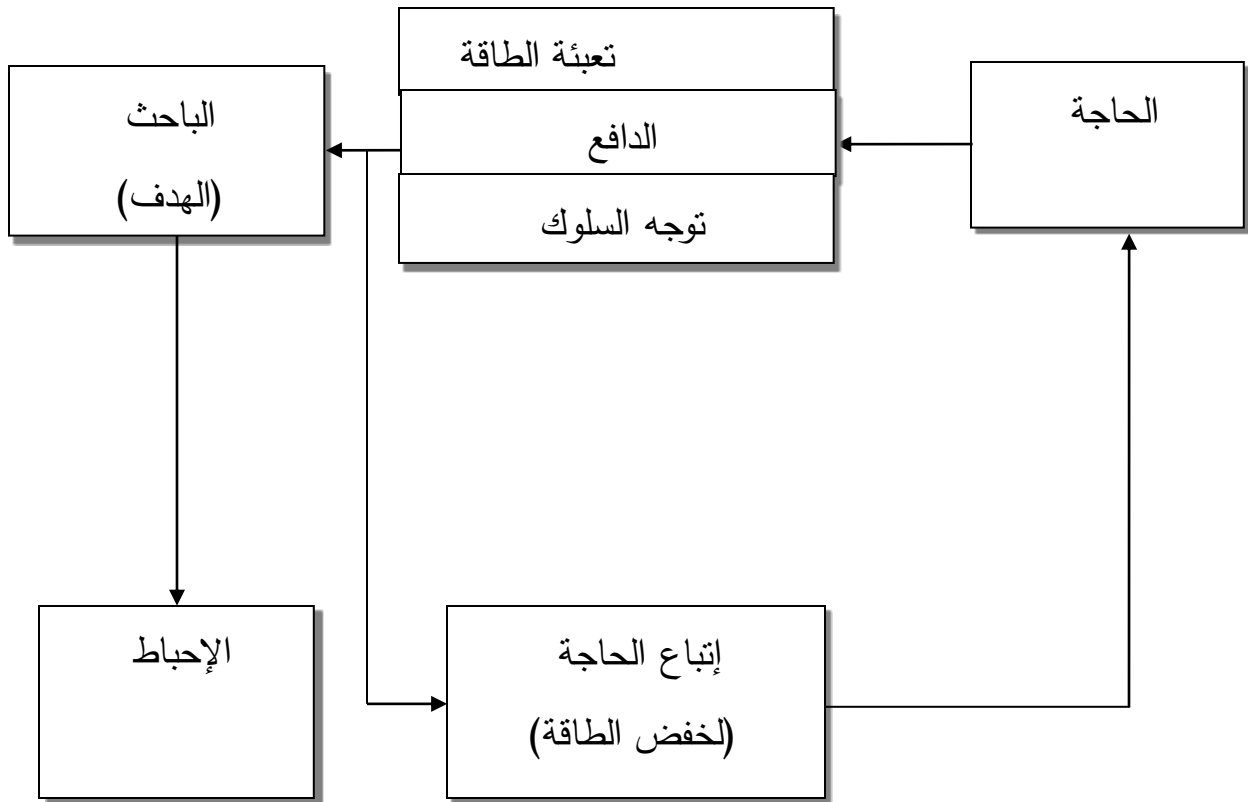 تعبئة الطاقة
الحاجة
الدافع
الباحث
(الهدف)
توجه السلوك
إتباع الحاجة
(لخفض الطاقة)
الإحباط